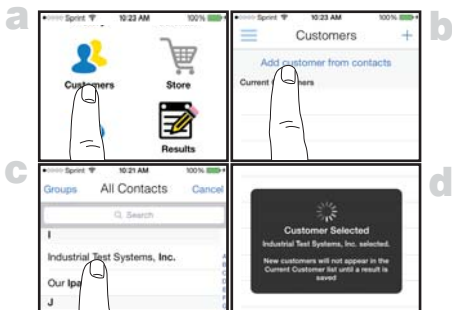 a
Sprint 10:23 AM 100%
Customers Store
Results
b
Sprint 10:23 AM 100%
Customers +
Add customer from contacts
Current
c
Sprint 10:21 AM 100%
Groups All Contacts Cancel
Search
I
Industrial Test Systems, Inc.
Our
J
d
Customer Selected
Industrial Test Systems, Inc. selected.
New customers will not appear in the
Current Customer list until a result is
saved